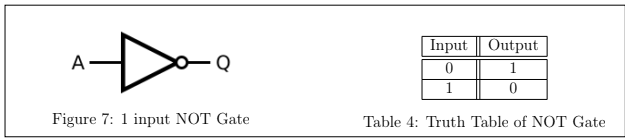 A Q
Figure 7: 1 input NOT Gate
Input Output
0 1
1 0
Table 4: Truth Table of NOT Gate